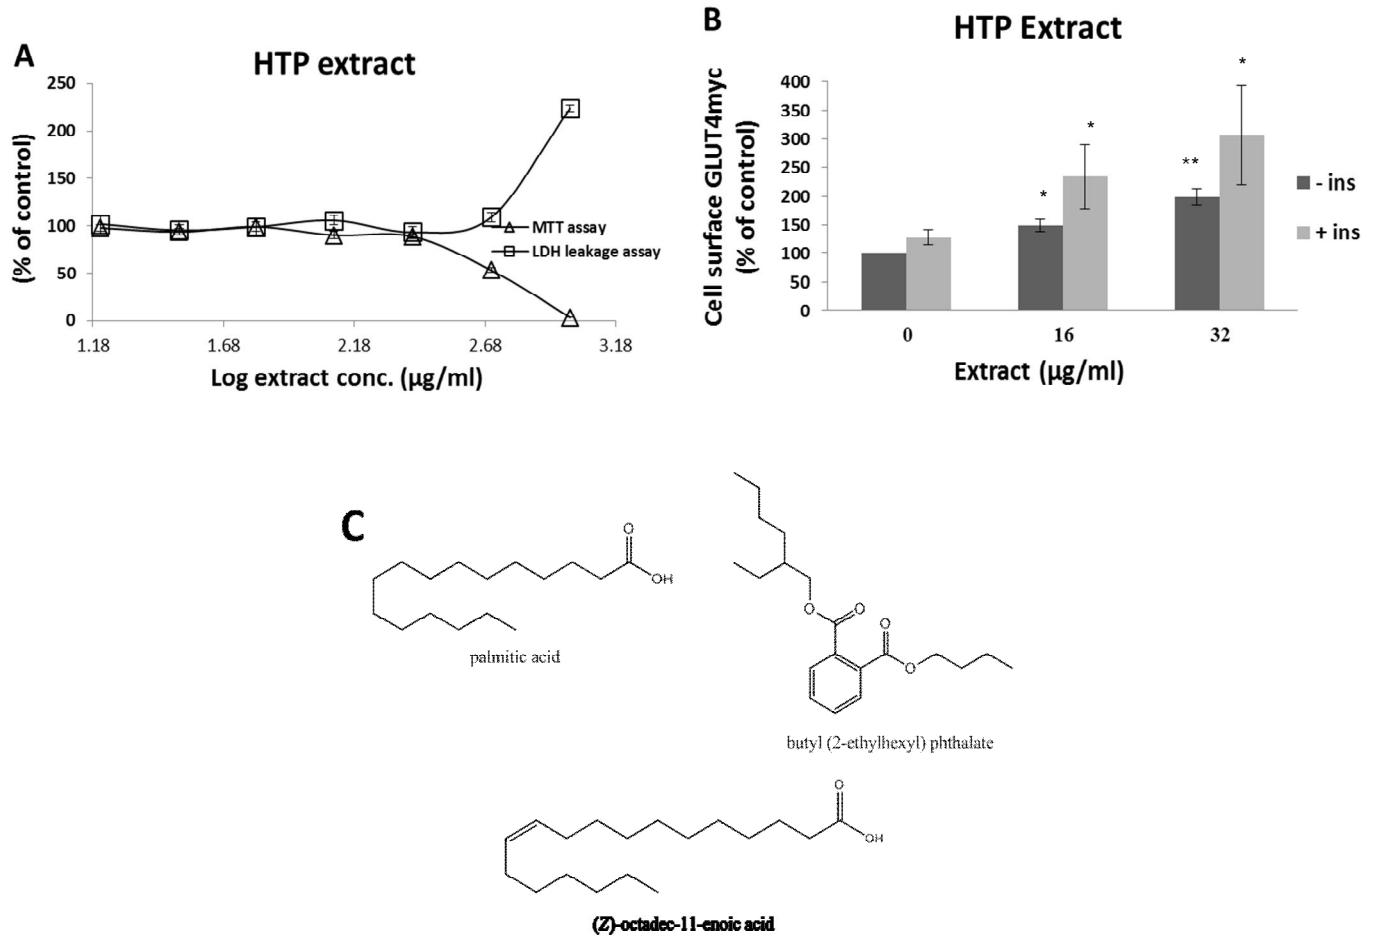 A
HTP extract
(% of control)
250
200
150
100
50
0
1.18
1.68
2.18
2.68
3.18
MTT assay
LDH leakage assay
Log extract conc. (µg/ml)
B
HTP Extract
Cell surface GLUT4myc
(% of control)
400
350
300
250
200
150
100
50
0
*
*
**
*
0
16
32
- ins
+ ins
Extract (µg/ml)
C
O
OH
palmitic acid
O
O
O
O
butyl (2-ethylhexyl) phthalate
O
OH
(Z)-octadec-11-enoic acid